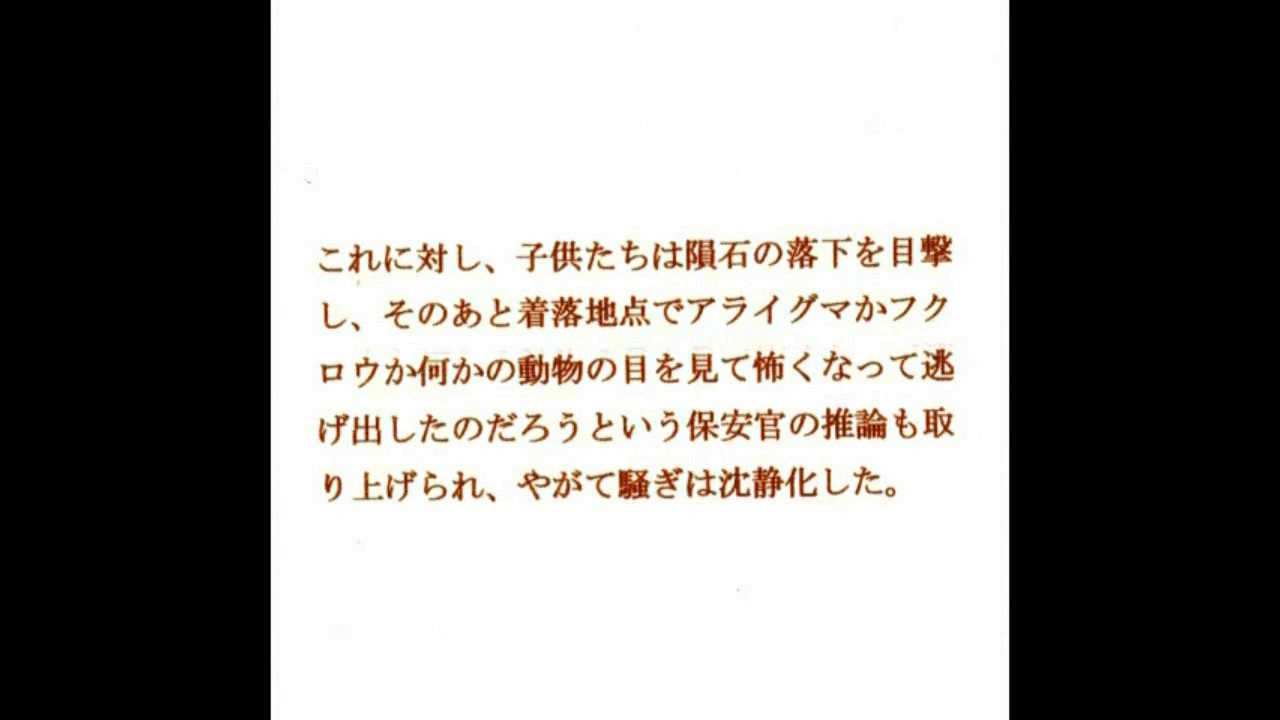 これに対し、子供たちは隕石の落下を目撃
し、そのあと着落地点でアライグマかフク
ロウか何かの動物の目を見て怖くなって逃
げ出したのだろうという保安官の推論も取
り上げられ、やがて騒ぎは沈静化した。